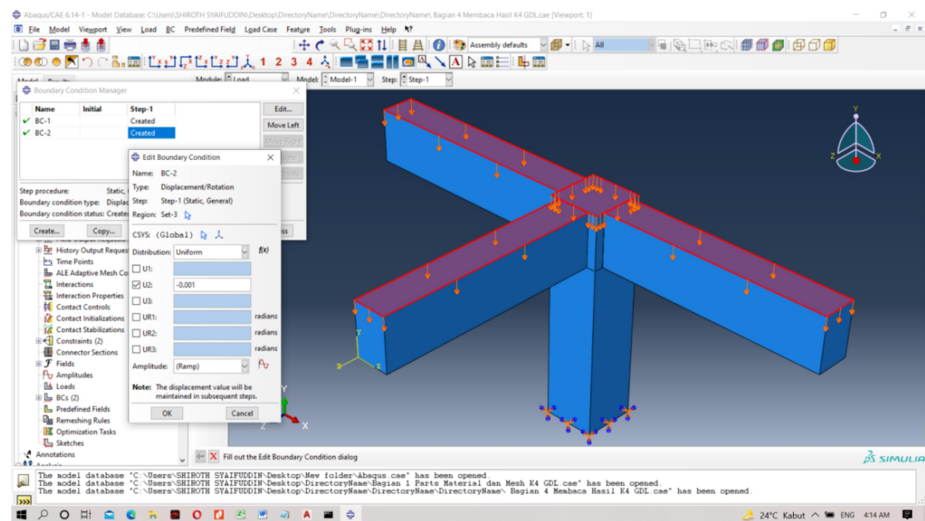 Abaqus/CAE 6.14-1 - Model Database: C:\Users\SHIROTH SYAIFUDDIN\Desktop\DirectoryName\DirectoryName\DirectoryName\, Bagian 4 Membaca Hasil K4 GDL.cae [Viewport: 1]
File Model Viewport View Load BC Predefined Field Load Case Feature Tools Plug-ins Help
Assembly defaults
All
1 2 3 4
Module: Load Model: Model-1 Step: Step-1
Boundary Condition Manager
Name Initial Step-1
BC-1 Created
BC-2 Created
Edit...
Move Left
Step procedure: Static,
Boundary condition type: Displac
Boundary condition status: Create
Create... Copy...
Edit Boundary Condition
Name: BC-2
Type: Displacement/Rotation
Step: Step-1 (Static, General)
Region: Set-3
CSYS: (Global)
Distribution: Uniform f(x)
U1:
U2: -0.001
U3:
UR1: radians
UR2: radians
UR3: radians
Amplitude: (Ramp)
Note: The displacement value will be
maintained in subsequent steps.
OK Cancel
History Output Reques
Time Points
ALE Adaptive Mesh Co
Interactions
Interaction Properties
Contact Controls
Contact Initializations
Contact Stabilizations
Constraints (2)
Connector Sections
Fields
Amplitudes
Loads
BCs (2)
Predefined Fields
Remeshing Rules
Optimization Tasks
Sketches
Annotations
Y
Z X
Y
Z X
Fill out the Edit Boundary Condition dialog
SIMULIA
The model database "C:\Users\SHIROTH SYAIFUDDIN\Desktop\New folder\Abaqus.cae" has been opened.
The model database "C:\Users\SHIROTH SYAIFUDDIN\Desktop\DirectoryName\Bagian 1 Parts Material dan Mesh K4 GDL.cae" has been opened.
The model database "C:\Users\SHIROTH SYAIFUDDIN\Desktop\DirectoryName\DirectoryName\DirectoryName\ Bagian 4 Membaca Hasil K4 GDL.cae" has been opened.
24°C Kabut ENG 4:14 AM